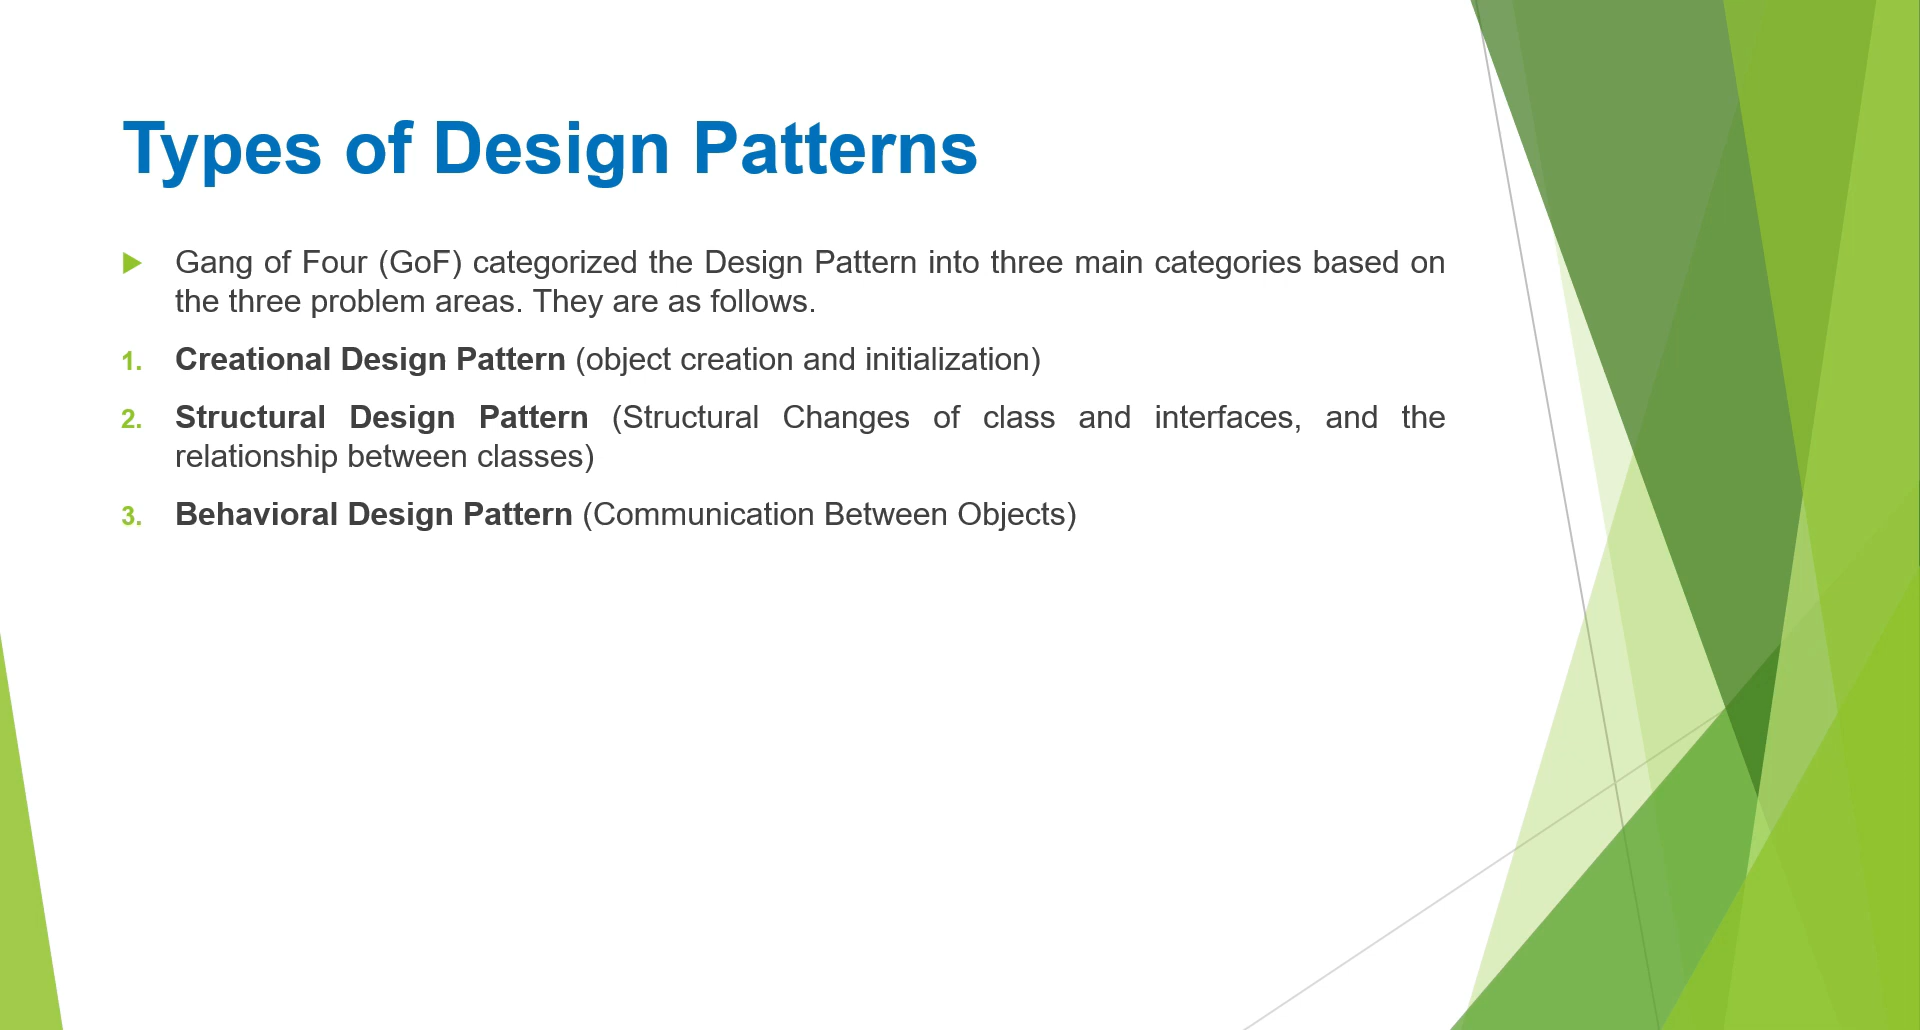 Types of Design Patterns
Gang of Four (GoF) categorized the Design Pattern into three main categories based on
the three problem areas. They are as follows.
1. Creational Design Pattern (object creation and initialization)
2. Structural Design Pattern (Structural Changes of class and interfaces, and the
relationship between classes)
3. Behavioral Design Pattern (Communication Between Objects)